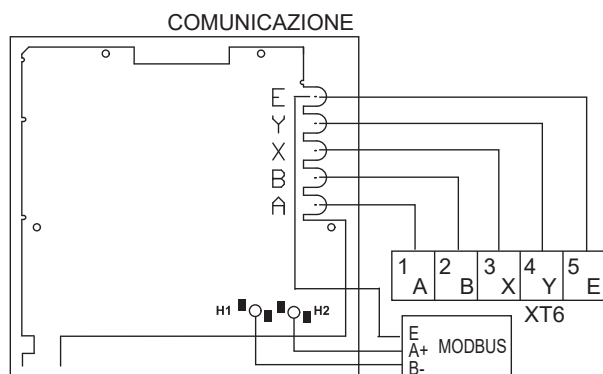 COMUNICAZIONE
E
Y
X
B
A
1 2 3 4 5
A B X Y E
XT6
H1 H2
E
A+ MODBUS
B-